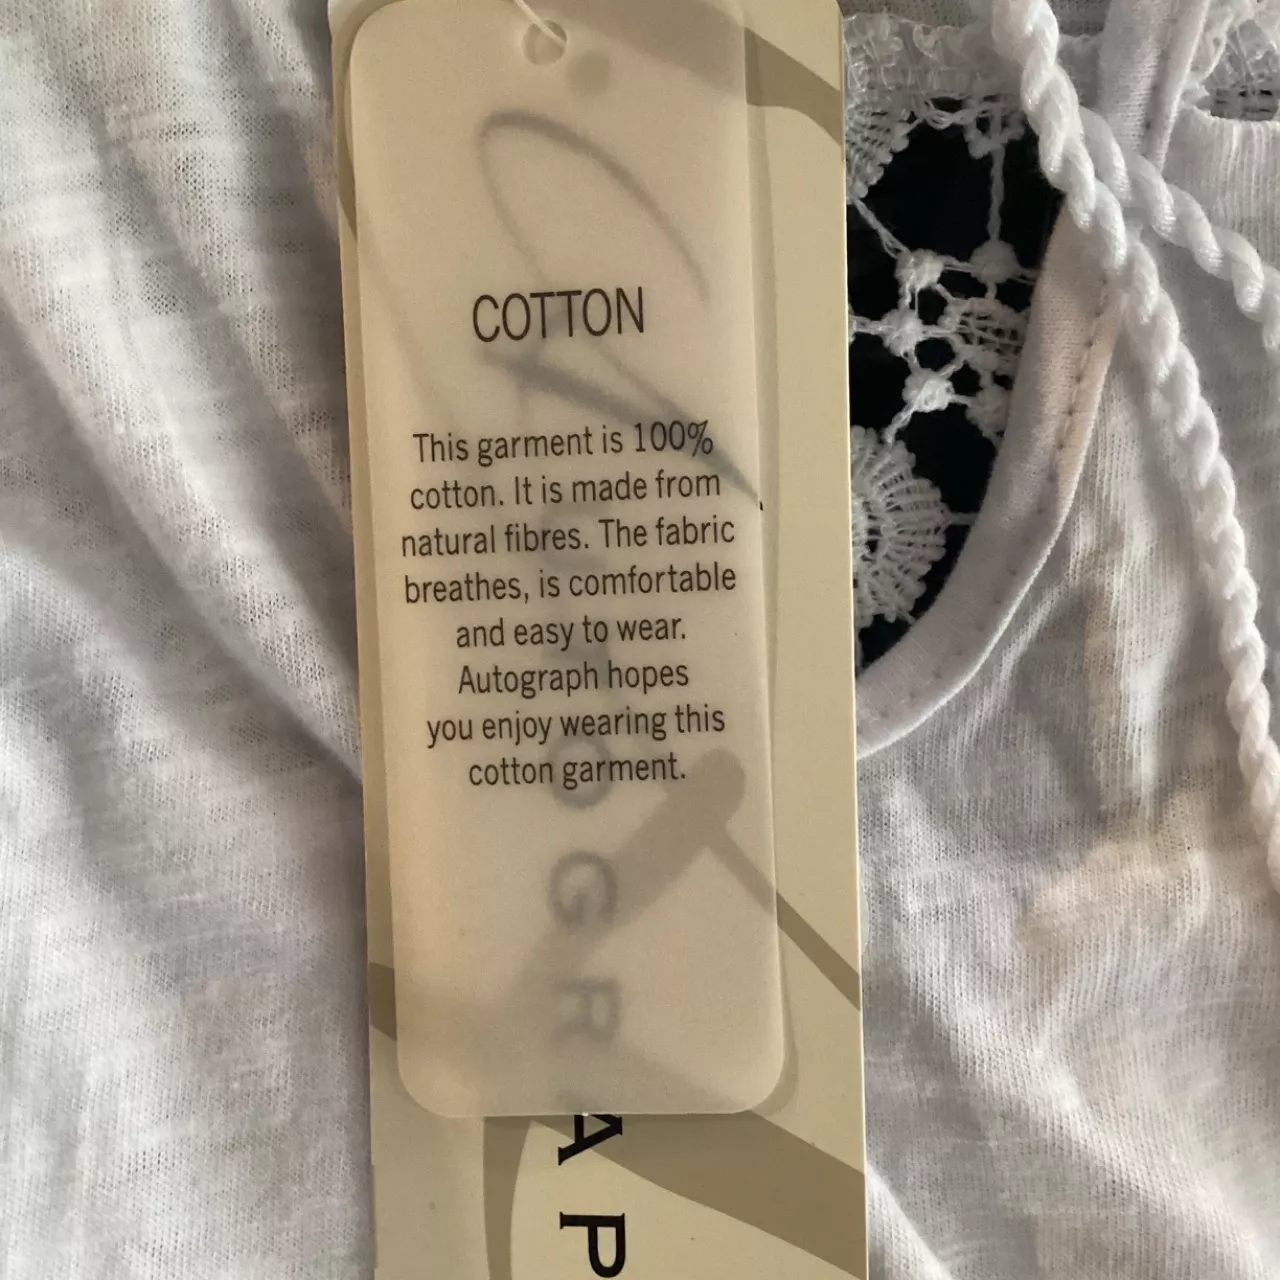 COTTON
This garment is 100%
cotton. It is made from
natural fibres. The fabric
breathes, is comfortable
and easy to wear.
Autograph hopes
you enjoy wearing this
cotton garment.
OGRAP